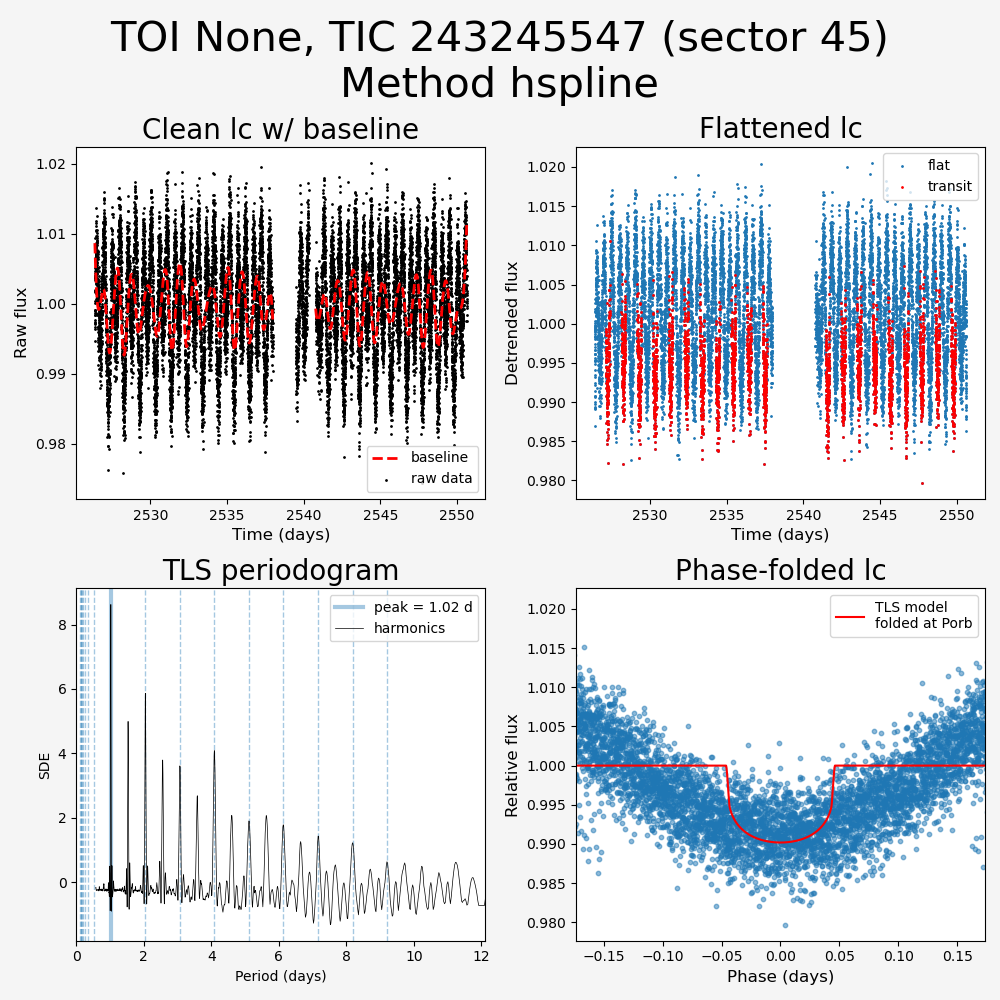 TOI None, TIC 243245547 (sector 45)
Method hspline
Clean lc w/ baseline
1.02
1.01
1.00
0.99
0.98
Raw flux
baseline
raw data
2530
2535
2540
2545
2550
Time (days)
Flattened lc
1.020
1.015
1.010
1.005
1.000
0.995
0.990
0.985
0.980
Detrended flux
flat
transit
2530
2535
2540
2545
2550
Time (days)
TLS periodogram
8
6
4
2
0
SDE
peak = 1.02 d
harmonics
0
2
4
6
8
10
12
Period (days)
Phase-folded lc
1.020
1.015
1.010
1.005
1.000
0.995
0.990
0.985
0.980
Relative flux
TLS model
folded at Porb
−0.15
−0.10
−0.05
0.00
0.05
0.10
0.15
Phase (days)